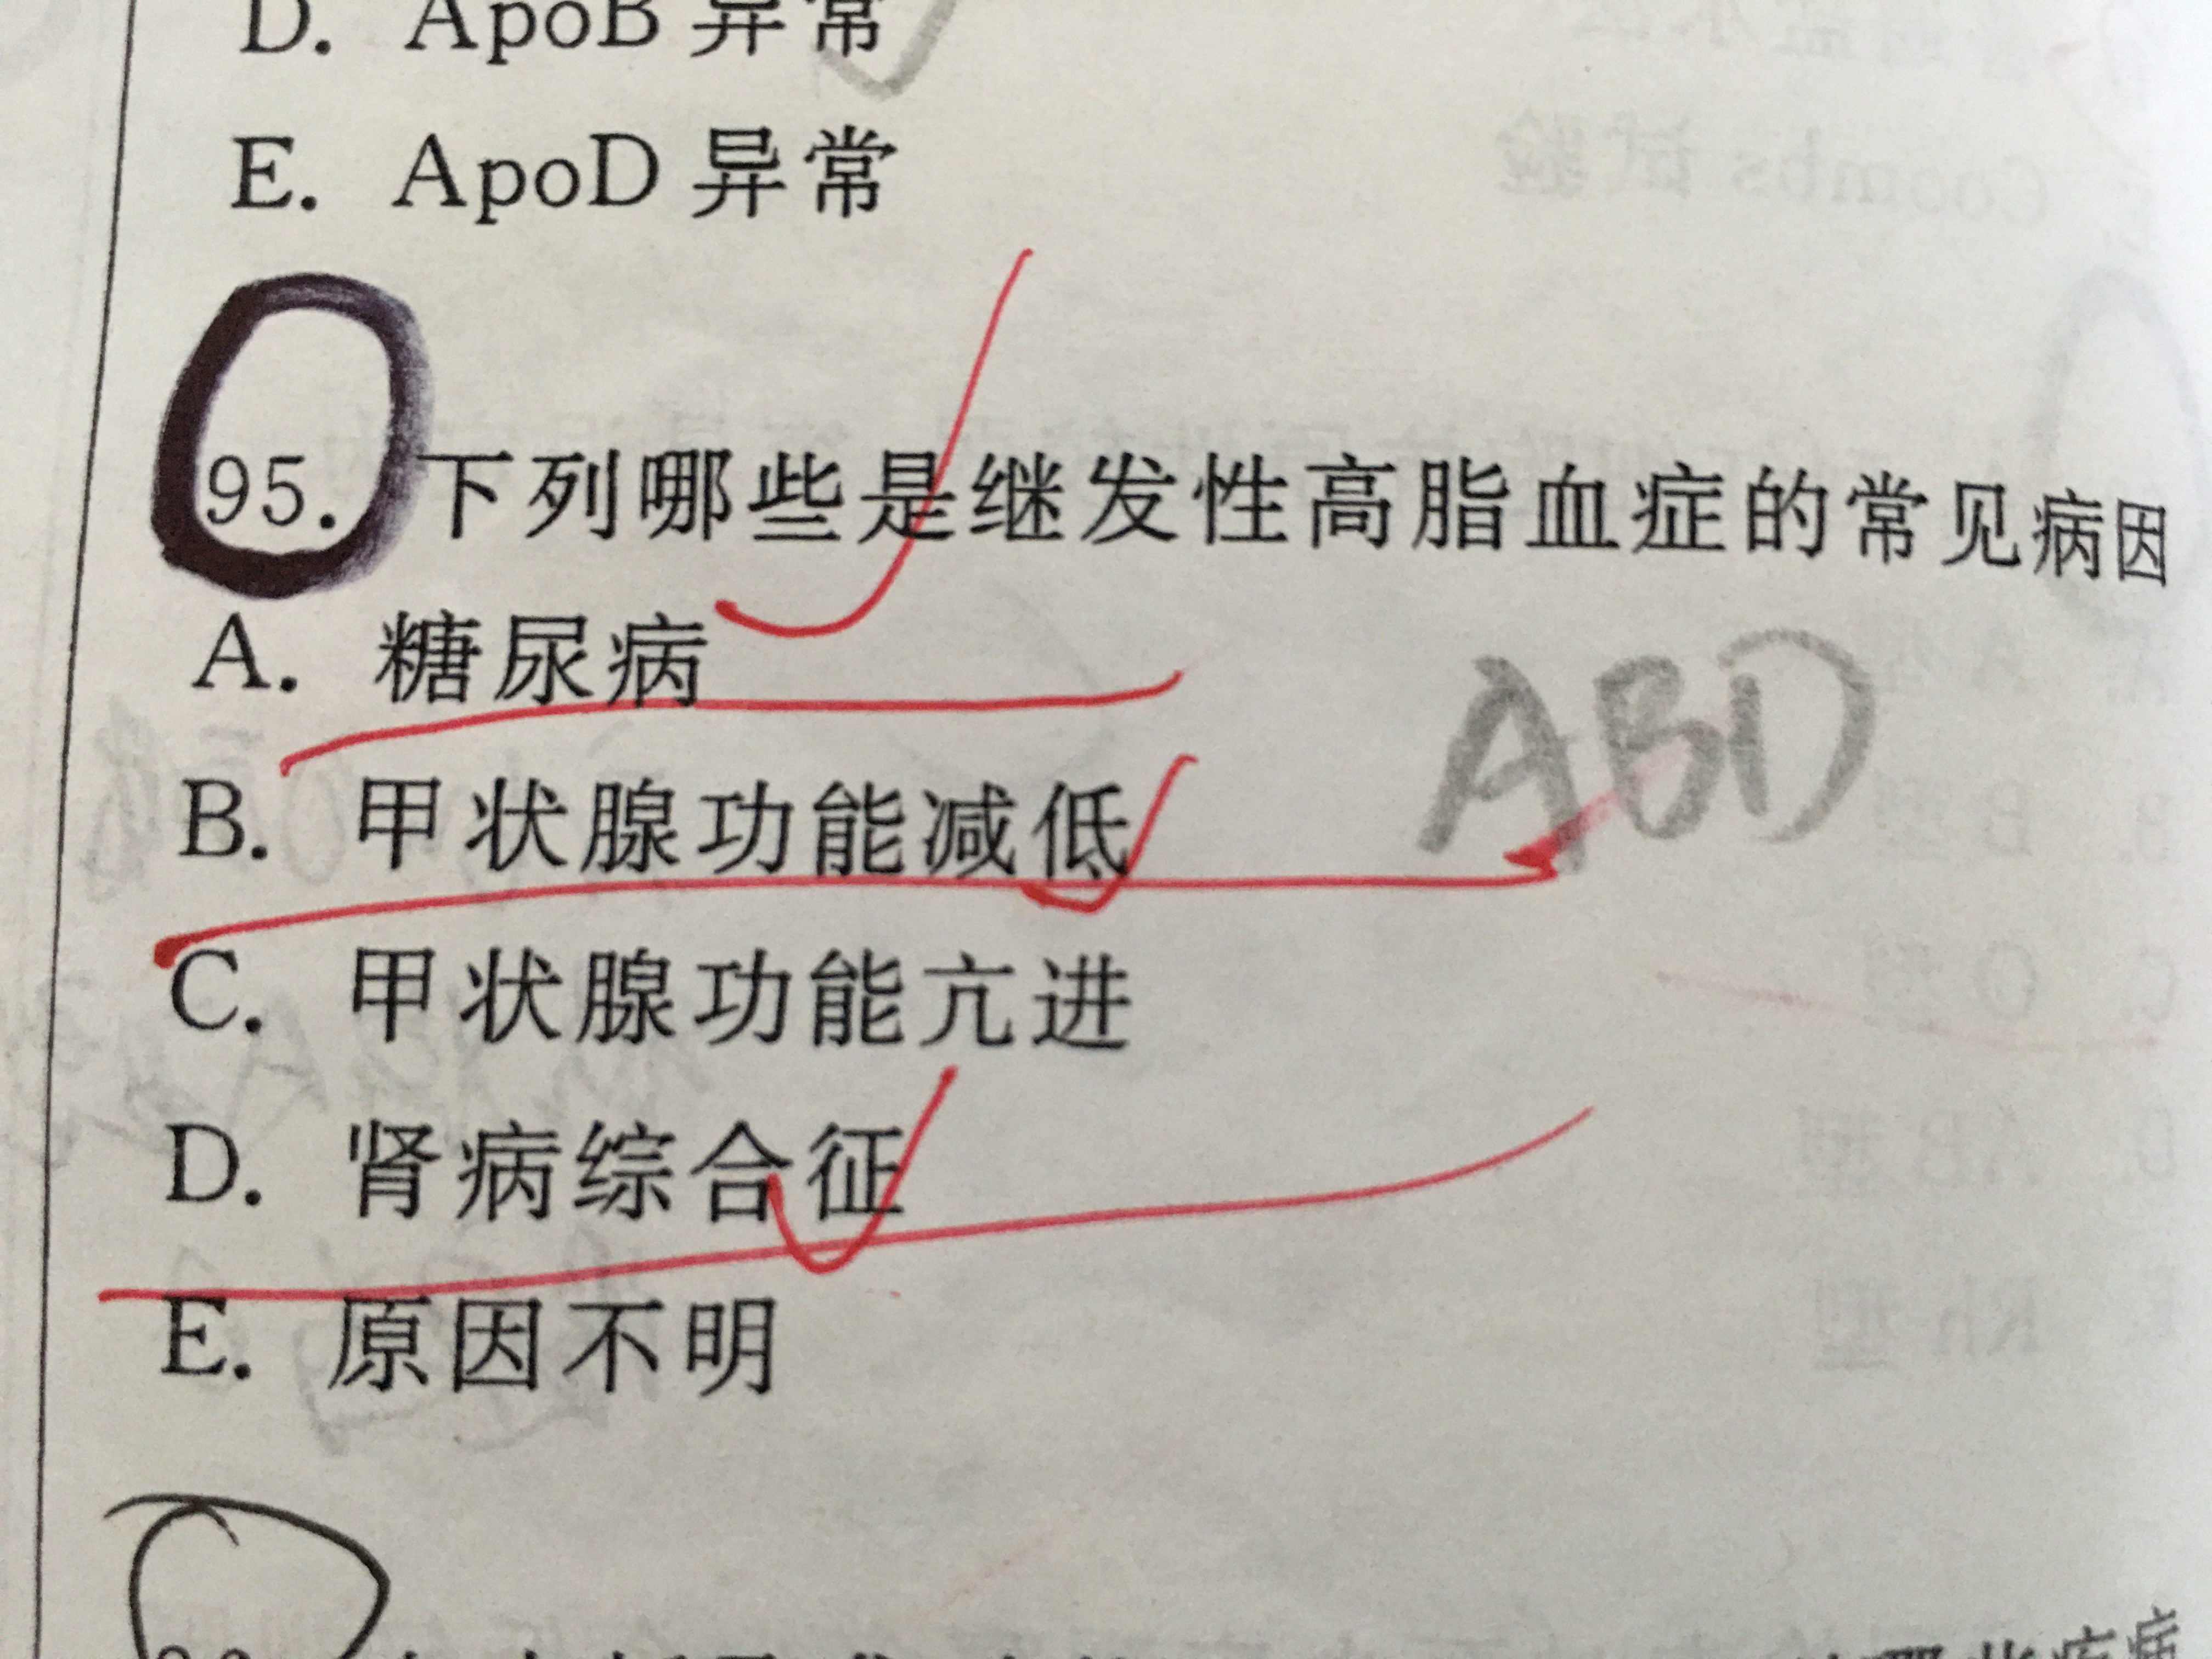 D. ApoB 异常
E. ApoD 异常
95. 下列哪些是继发性高脂血症的常见病因
A. 糖尿病
B. 甲状腺功能减低
C. 甲状腺功能亢进
D. 肾病综合征
E. 原因不明
ABD